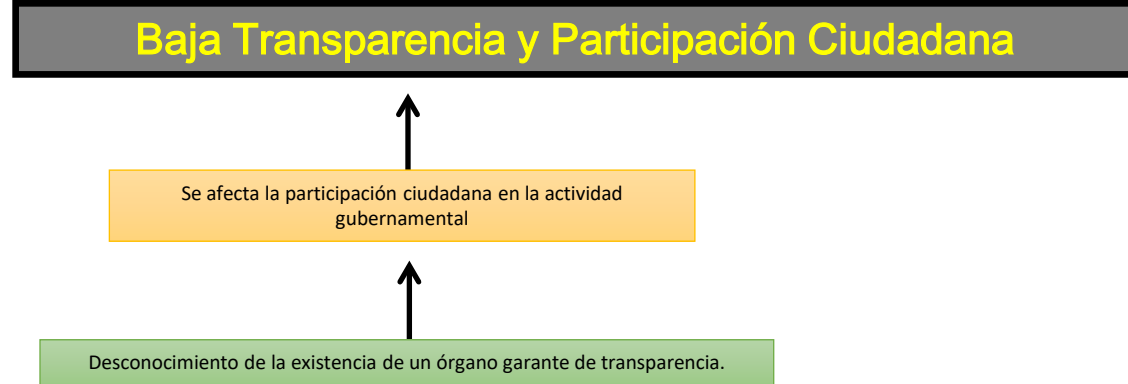 Baja Transparencia y Participación Ciudadana
Se afecta la participación ciudadana en la actividad
gubernamental
Desconocimiento de la existencia de un órgano garante de transparencia.